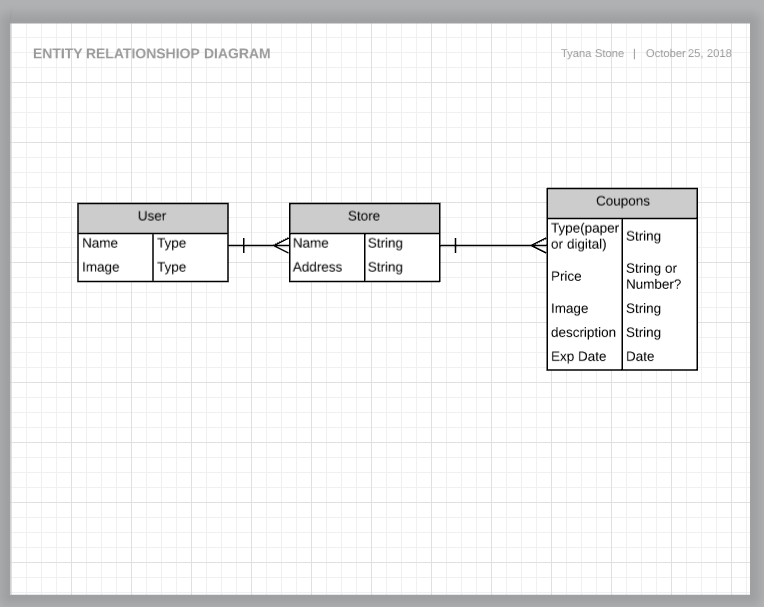 ENTITY RELATIONSHIOP DIAGRAM
Tyana Stone | October 25, 2018
User
Name Type
Image Type
Store
Name String
Address String
Coupons
Type(paper
or digital) String
Price String or
Number?
Image String
description String
Exp Date Date